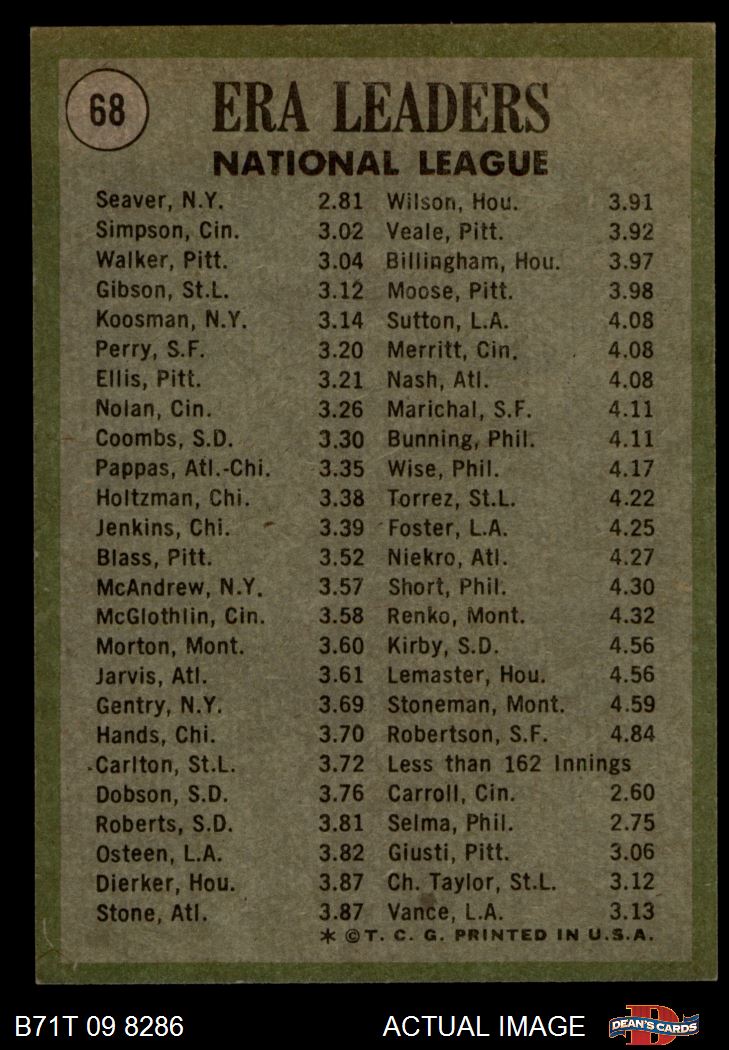 68
ERA LEADERS
NATIONAL LEAGUE
Seaver, N.Y. 2.81
Simpson, Cin. 3.02
Walker, Pitt. 3.04
Gibson, St.L. 3.12
Koosman, N.Y. 3.14
Perry, S.F. 3.20
Ellis, Pitt. 3.21
Nolan, Cin. 3.26
Coombs, S.D. 3.30
Pappas, Atl.-Chi. 3.35
Holtzman, Chi. 3.38
Jenkins, Chi. 3.39
Blass, Pitt. 3.52
McAndrew, N.Y. 3.57
McGlothlin, Cin. 3.58
Morton, Mont. 3.60
Jarvis, Atl. 3.61
Gentry, N.Y. 3.69
Hands, Chi. 3.70
Carlton, St.L. 3.72
Dobson, S.D. 3.76
Roberts, S.D. 3.81
Osteen, L.A. 3.82
Dierker, Hou. 3.87
Stone, Atl. 3.87
Wilson, Hou. 3.91
Veale, Pitt. 3.92
Billingham, Hou. 3.97
Moose, Pitt. 3.98
Sutton, L.A. 4.08
Merritt, Cin. 4.08
Nash, Atl. 4.08
Marichal, S.F. 4.11
Bunning, Phil. 4.11
Wise, Phil. 4.17
Torrez, St.L. 4.22
Foster, L.A. 4.25
Niekro, Atl. 4.27
Short, Phil. 4.30
Renko, Mont. 4.32
Kirby, S.D. 4.56
Lemaster, Hou. 4.56
Stoneman, Mont. 4.59
Robertson, S.F. 4.84
Less than 162 Innings
Carroll, Cin. 2.60
Selma, Phil. 2.75
Giusti, Pitt. 3.06
Ch. Taylor, St.L. 3.12
Vance, L.A. 3.13
* © T. C. G. PRINTED IN U.S.A.
B71T 09 8286
ACTUAL IMAGE
D
DEAN'S CARDS